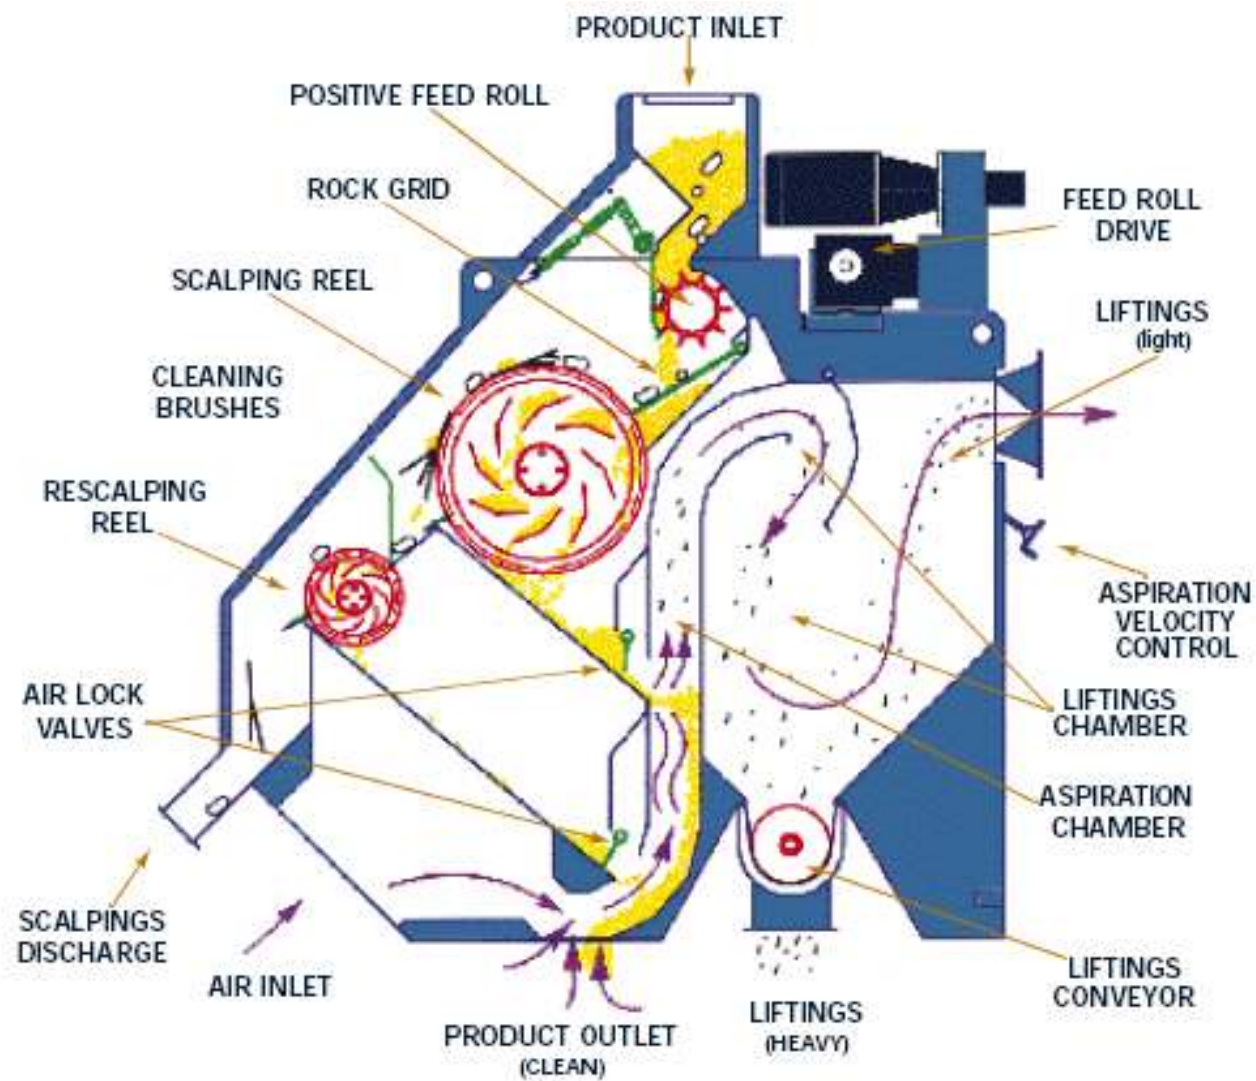 PRODUCT INLET
POSITIVE FEED ROLL
ROCK GRID
FEED ROLL
DRIVE
SCALPING REEL
LIFTINGS
(light)
CLEANING
BRUSHES
RESCALPING
REEL
ASPIRATION
VELOCITY
CONTROL
AIR LOCK
VALVES
LIFTINGS
CHAMBER
ASPIRATION
CHAMBER
SCALPINGS
DISCHARGE
AIR INLET
LIFTINGS
CONVEYOR
PRODUCT OUTLET
(CLEAN)
LIFTINGS
(HEAVY)